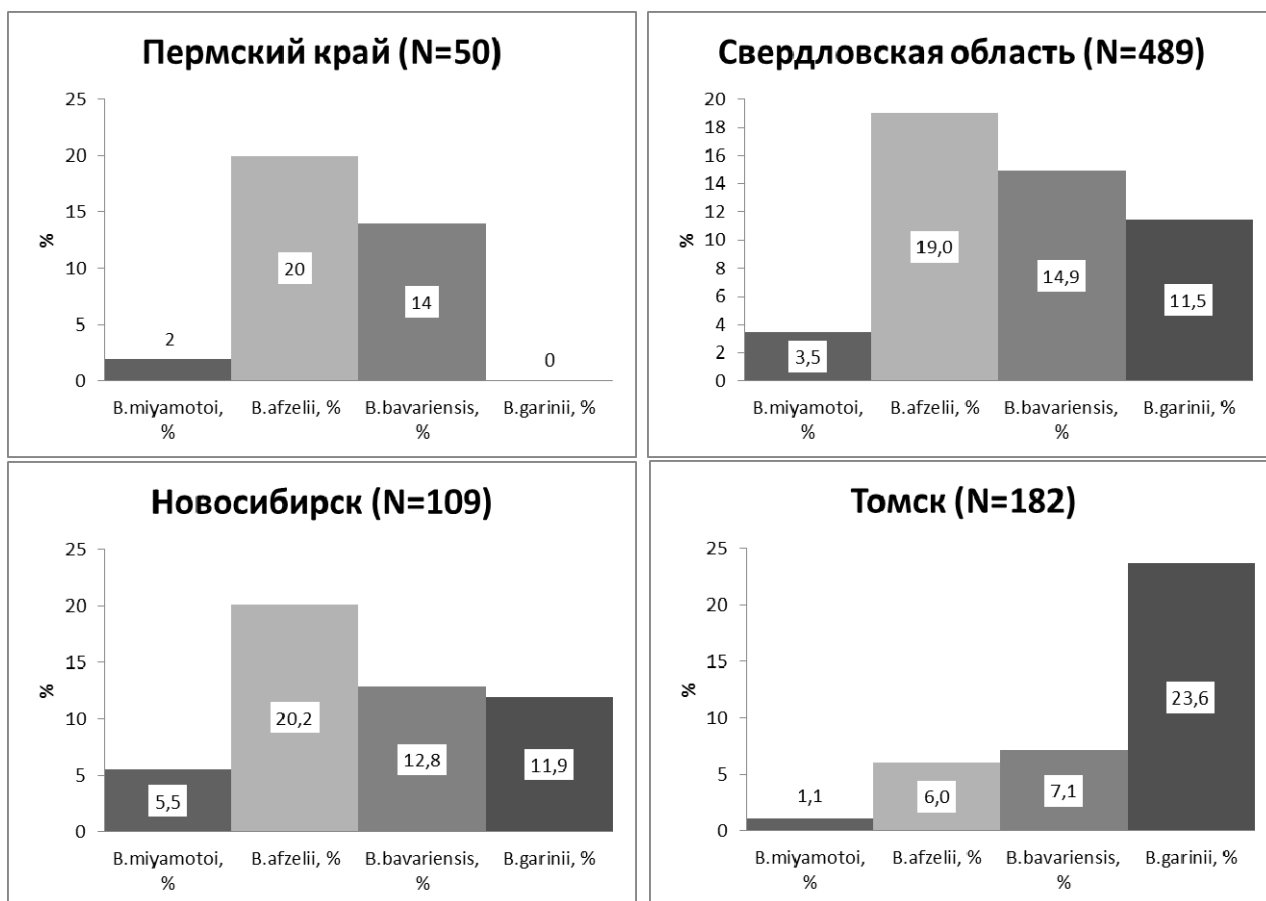 Пермский край (N=50)
25
20
15
10
5
0
%
2
20
14
0
B.miyamotoi, %
B.afzelii, %
B.bavariensis, %
B.garinii, %
Свердловская область (N=489)
20
18
16
14
12
10
8
6
4
2
0
%
3,5
19,0
14,9
11,5
B.miyamotoi, %
B.afzelii, %
B.bavariensis, %
B.garinii, %
Новосибирск (N=109)
25
20
15
10
5
0
%
5,5
20,2
12,8
11,9
B.miyamotoi, %
B.afzelii, %
B.bavariensis, %
B.garinii, %
Томск (N=182)
25
20
15
10
5
0
%
1,1
6,0
7,1
23,6
B.miyamotoi, %
B.afzelii, %
B.bavariensis, %
B.garinii, %